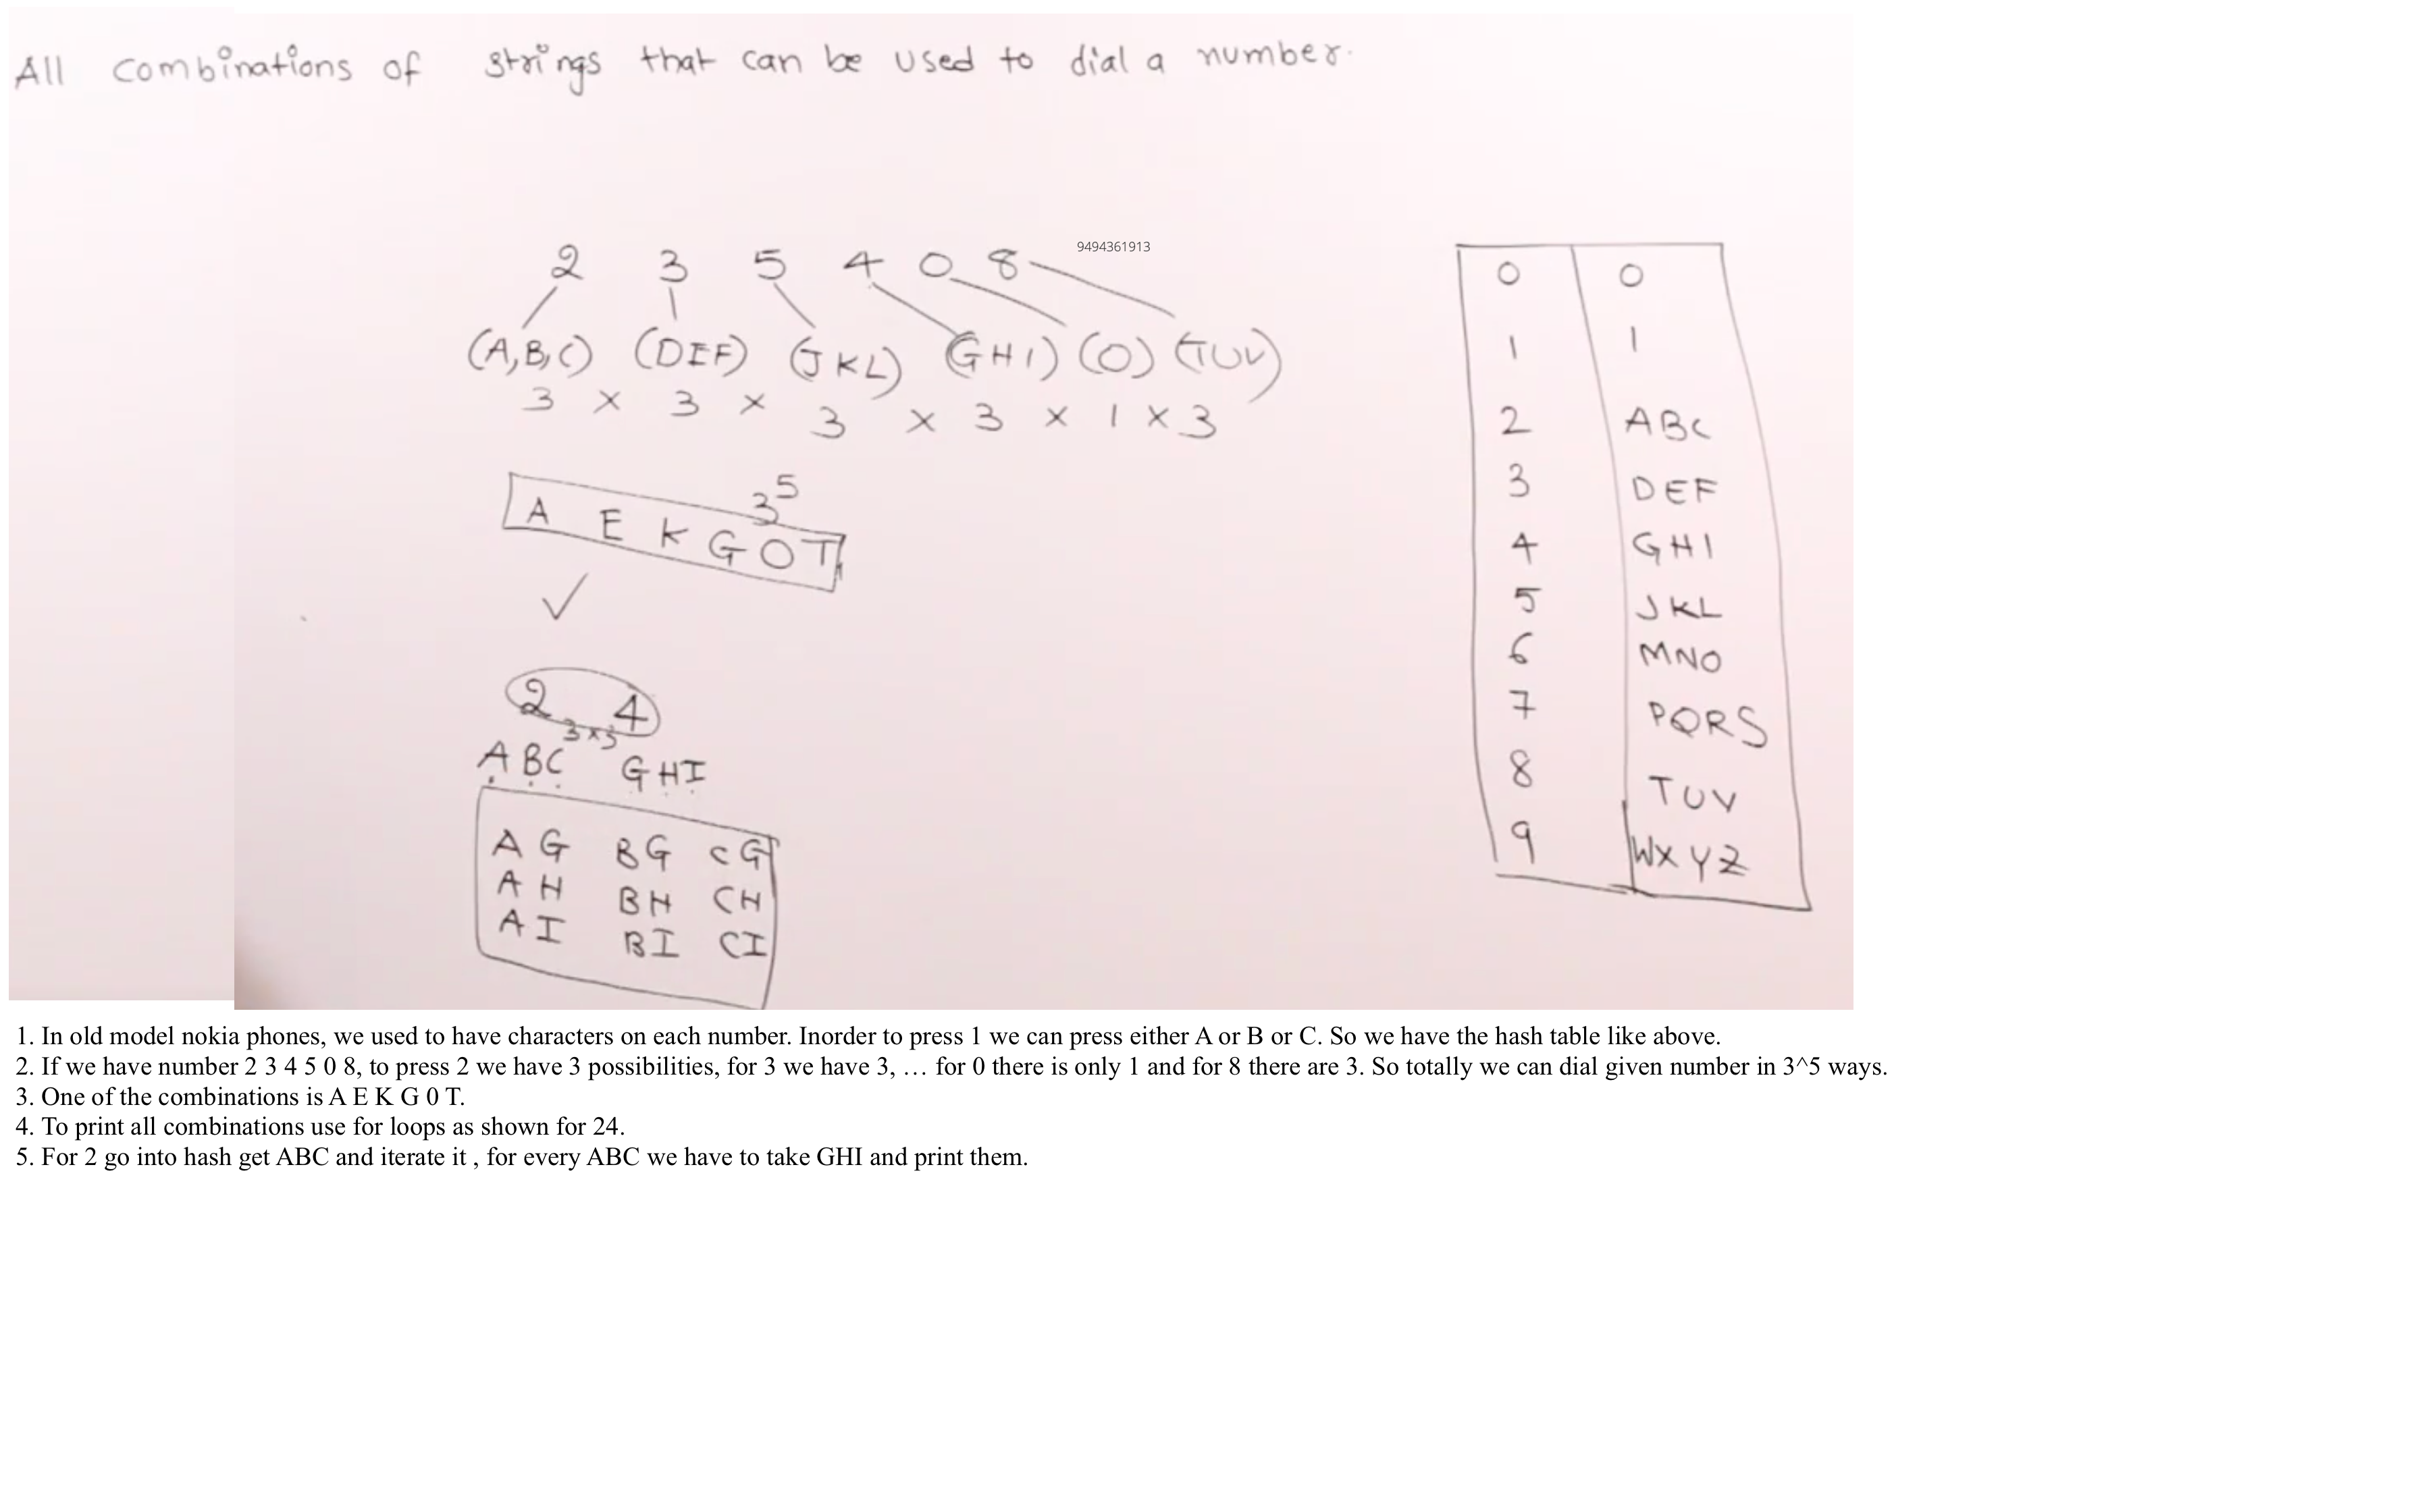 All combinations of strings that can be used to dial a number.
2 3 5 4 0 8
9494361913
(A,B,C) (DEF) (JKL) (GHI) (0) (TUV)
3 × 3 × 3 × 3 × 1 × 3
3^5
A E K G O T
✓
2 4
3×3
ABC GHI
AG BG CG
AH BH CH
AI BI CI
0 0
1 1
2 ABC
3 DEF
4 GHI
5 JKL
6 MNO
7 PQRS
8 TUV
9 WXYZ
1. In old model nokia phones, we used to have characters on each number. Inorder to press 1 we can press either A or B or C. So we have the hash table like above.
2. If we have number 2 3 4 5 0 8, to press 2 we have 3 possibilities, for 3 we have 3, … for 0 there is only 1 and for 8 there are 3. So totally we can dial given number in 3^5 ways.
3. One of the combinations is A E K G 0 T.
4. To print all combinations use for loops as shown for 24.
5. For 2 go into hash get ABC and iterate it , for every ABC we have to take GHI and print them.